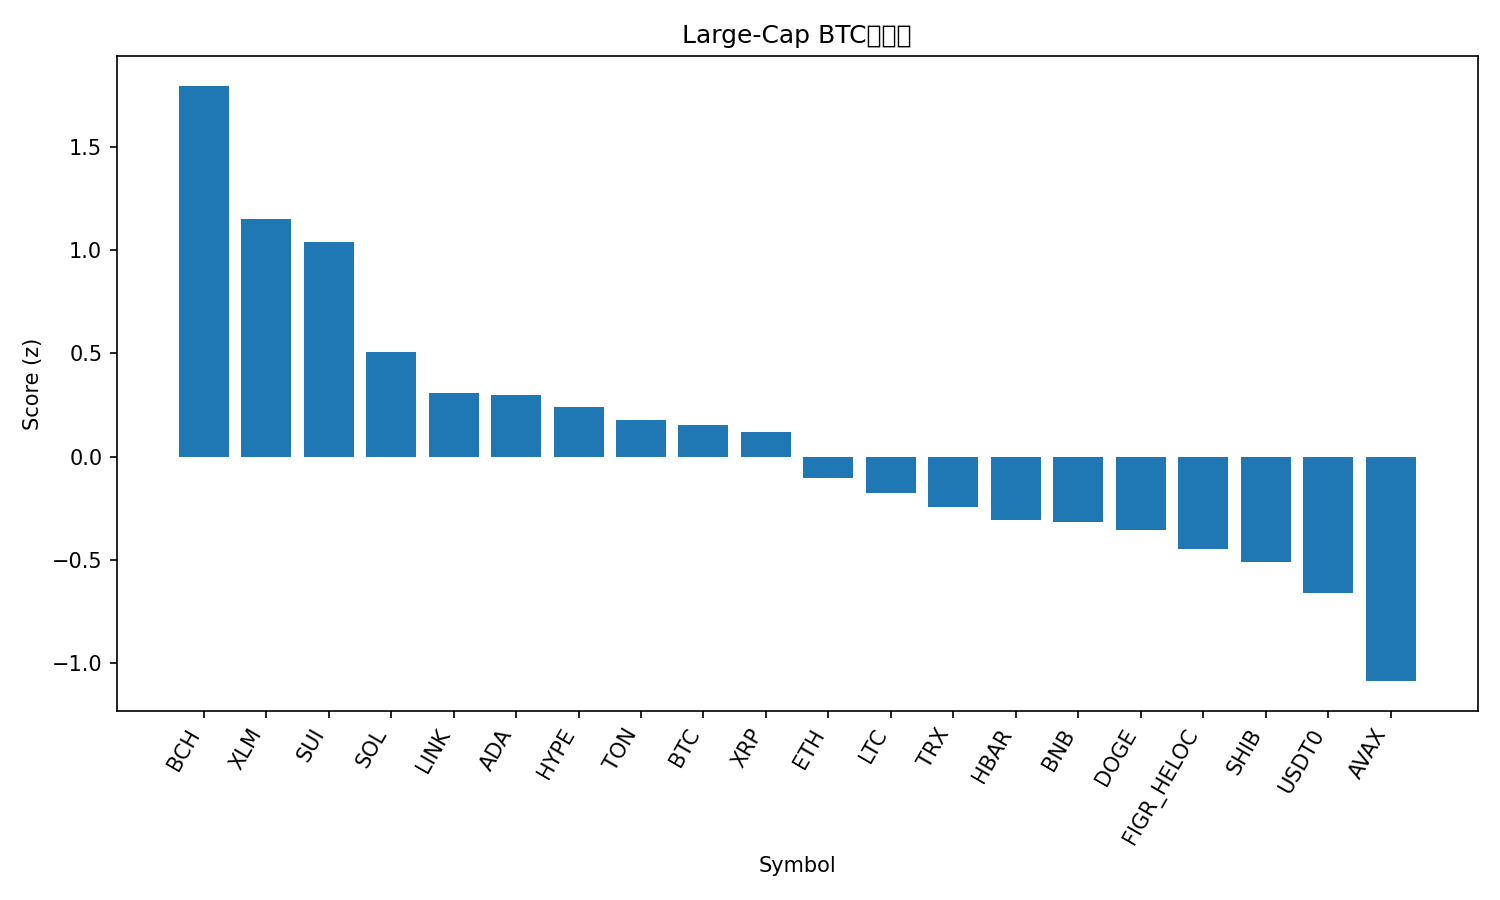 Large-Cap BTC
Score (z)
1.5
1.0
0.5
0.0
−0.5
−1.0
BCH
XLM
SUI
SOL
LINK
ADA
HYPE
TON
BTC
XRP
ETH
LTC
TRX
HBAR
BNB
DOGE
FIGR_HELOC
SHIB
USDT0
AVAX
Symbol